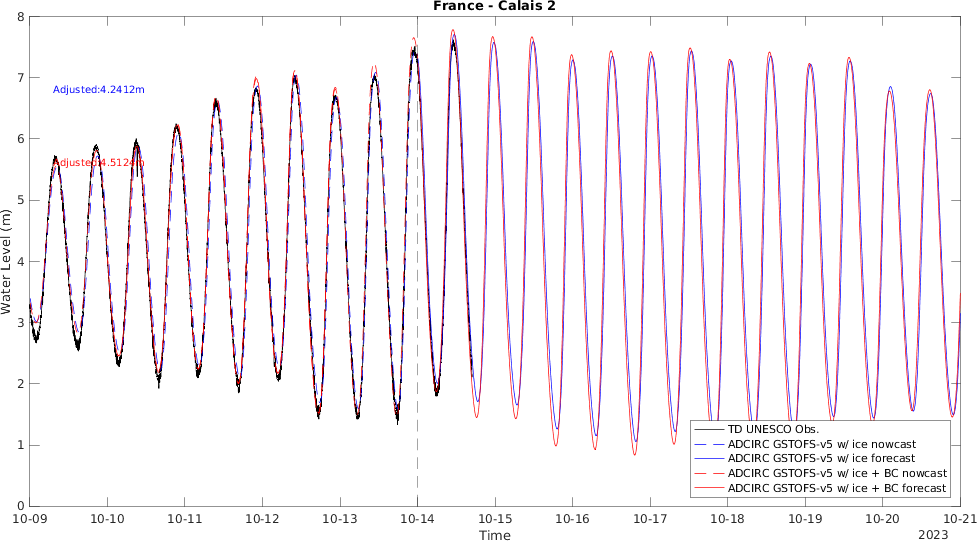 France - Calais 2
8
7
6
5
4
3
2
1
0
Water Level (m)
Adjusted:4.2412m
Adjusted:4.5124m
TD UNESCO Obs.
ADCIRC GSTOFS-v5 w/ ice nowcast
ADCIRC GSTOFS-v5 w/ ice forecast
ADCIRC GSTOFS-v5 w/ ice + BC nowcast
ADCIRC GSTOFS-v5 w/ ice + BC forecast
10-09 10-10 10-11 10-12 10-13 10-14 10-15 10-16 10-17 10-18 10-19 10-20 10-21
Time
2023